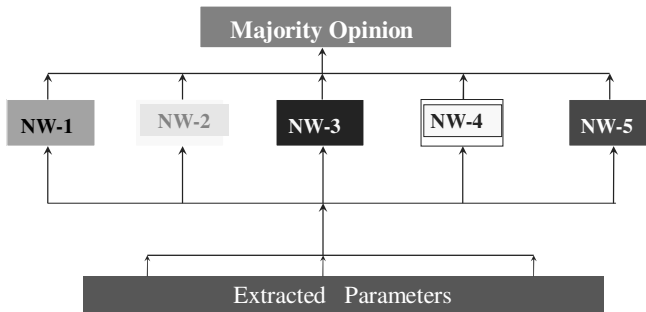 Majority Opinion
NW-1
NW-2
NW-3
NW-4
NW-5
Extracted Parameters